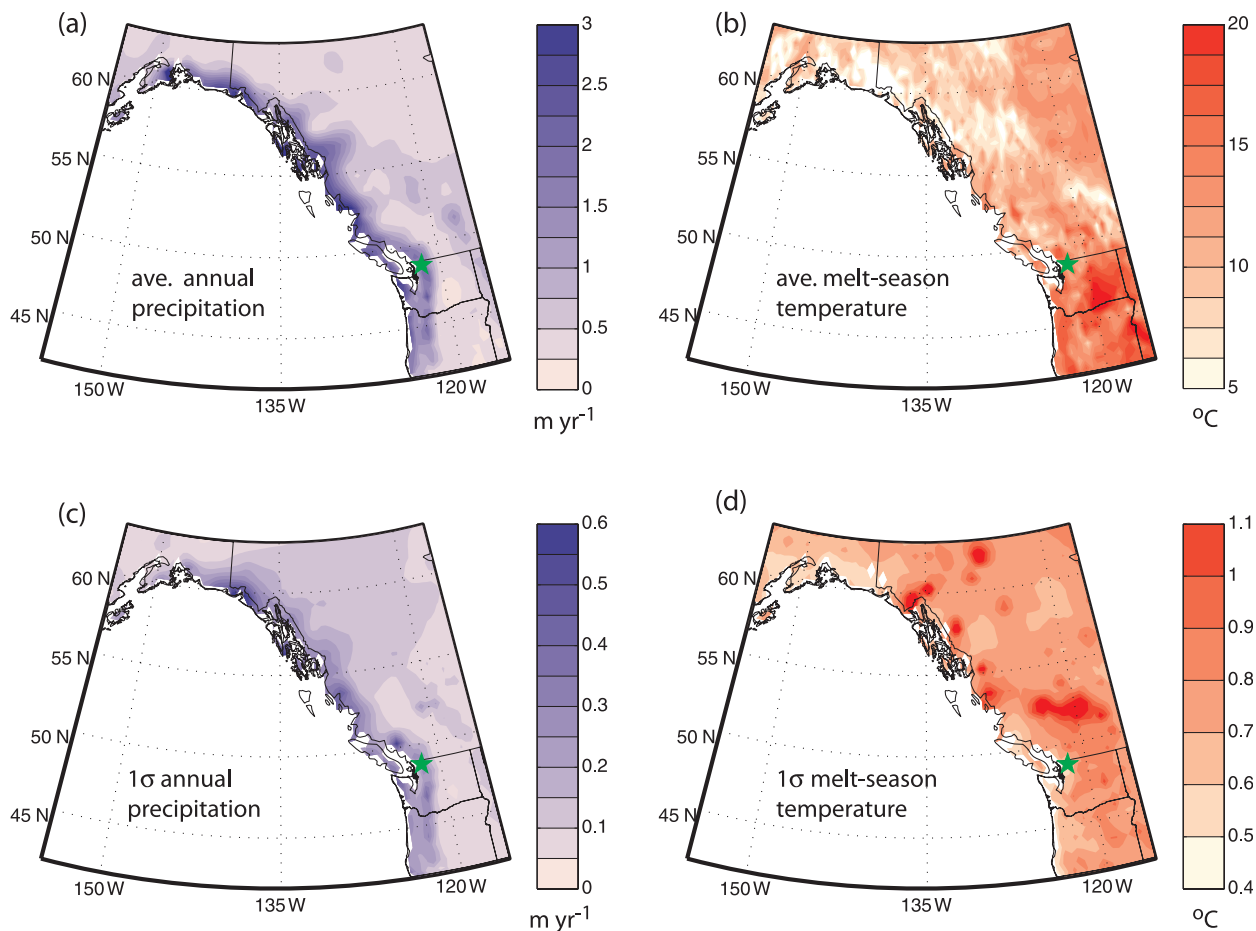 (a)
60 N
55 N
50 N
45 N
150 W
135 W
120 W
ave. annual
precipitation
3
2.5
2
1.5
1
0.5
0
m yr-1
(b)
60 N
55 N
50 N
45 N
150 W
135 W
120 W
ave. melt-season
temperature
20
15
10
5
oC
(c)
60 N
55 N
50 N
45 N
150 W
135 W
120 W
1σ annual
precipitation
0.6
0.5
0.4
0.3
0.2
0.1
0
m yr-1
(d)
60 N
55 N
50 N
45 N
150 W
135 W
120 W
1σ melt-season
temperature
1.1
1
0.9
0.8
0.7
0.6
0.5
0.4
oC